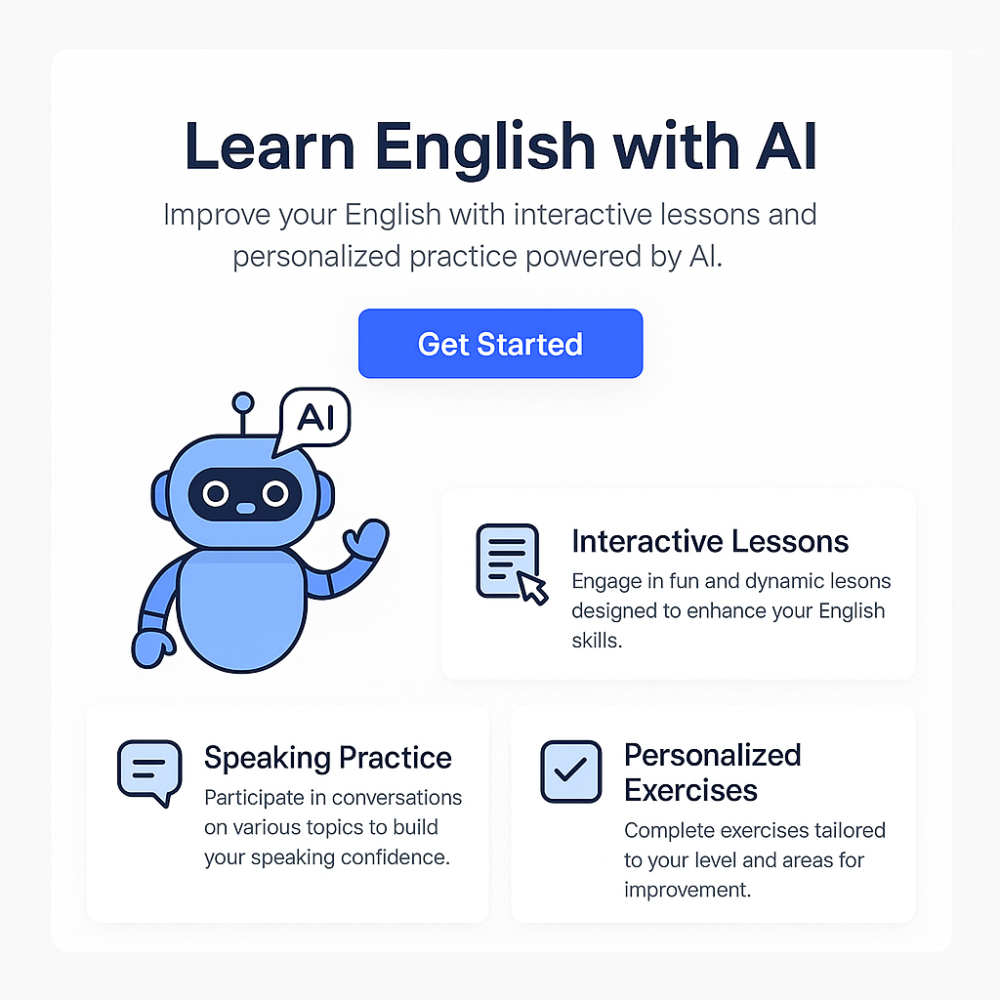 Learn English with AI
Improve your English with interactive lessons and
personalized practice powered by AI.
Get Started
AI
Interactive Lessons
Engage in fun and dynamic lesons
designed to enhance your English
skills.
Speaking Practice
Participate in conversations
on various topics to build
your speaking confidence.
Personalized
Exercises
Complete exercises tailored
to your level and areas for
improvement.